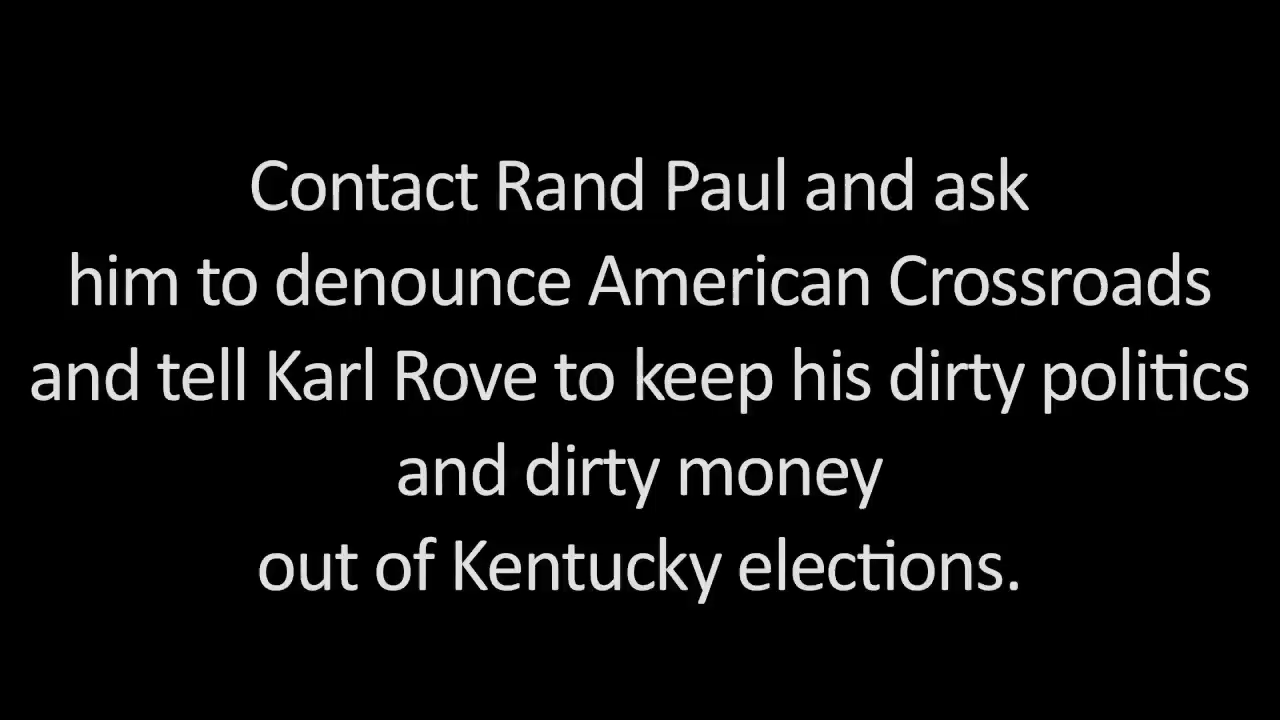 Contact Rand Paul and ask
him to denounce American Crossroads
and tell Karl Rove to keep his dirty politics
and dirty money
out of Kentucky elections.